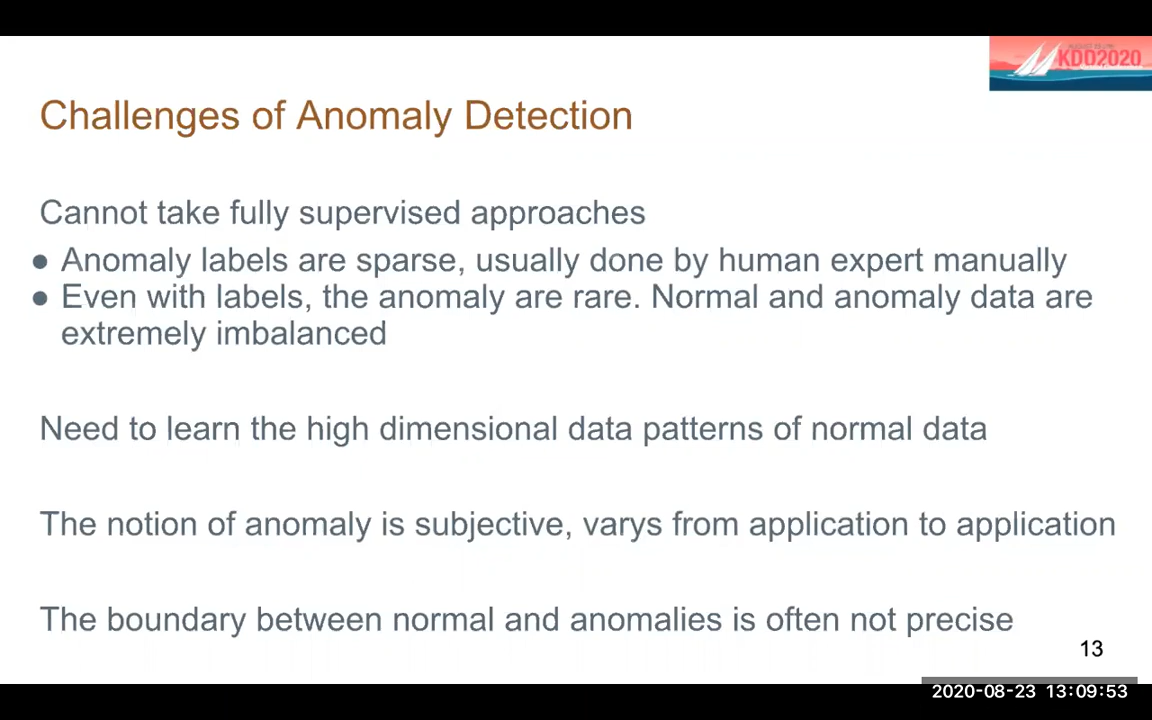 KDD2020
Challenges of Anomaly Detection
Cannot take fully supervised approaches
● Anomaly labels are sparse, usually done by human expert manually
● Even with labels, the anomaly are rare. Normal and anomaly data are
extremely imbalanced
Need to learn the high dimensional data patterns of normal data
The notion of anomaly is subjective, varys from application to application
The boundary between normal and anomalies is often not precise
13
2020-08-23 13:09:53